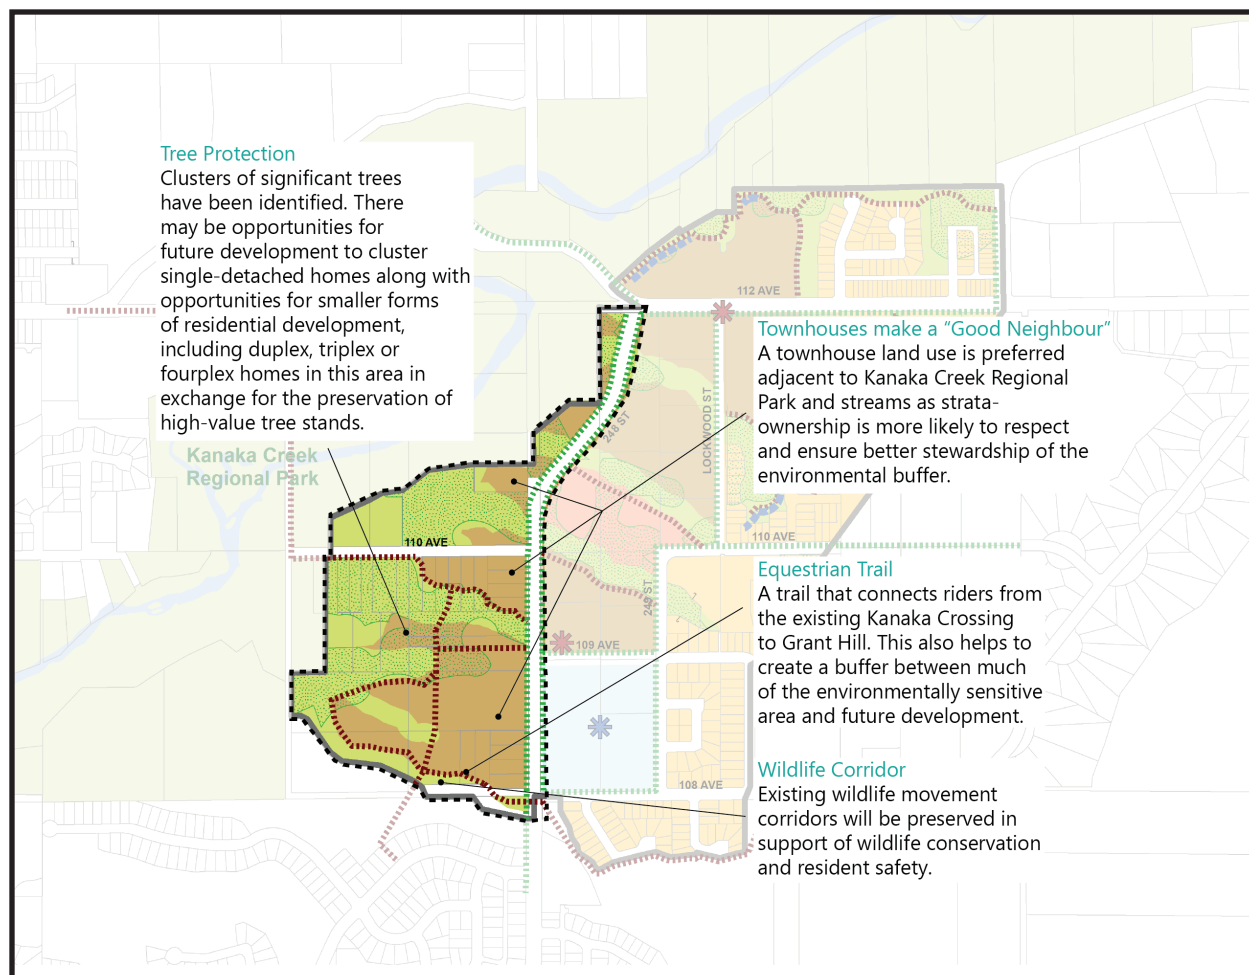 Tree Protection
Clusters of significant trees
have been identified. There
may be opportunities for
future development to cluster
single-detached homes along with
opportunities for smaller forms
of residential development,
including duplex, triplex or
fourplex homes in this area in
exchange for the preservation of
high-value tree stands.
Kanaka Creek
Regional Park
112 AVE
Townhouses make a “Good Neighbour”
A townhouse land use is preferred
adjacent to Kanaka Creek Regional
Park and streams as strata-
ownership is more likely to respect
and ensure better stewardship of the
environmental buffer.
248 ST
LOCKWOOD ST
110 AVE
110 AVE
Equestrian Trail
A trail that connects riders from
the existing Kanaka Crossing
to Grant Hill. This also helps to
create a buffer between much
of the environmentally sensitive
area and future development.
249 ST
109 AVE
108 AVE
Wildlife Corridor
Existing wildlife movement
corridors will be preserved in
support of wildlife conservation
and resident safety.